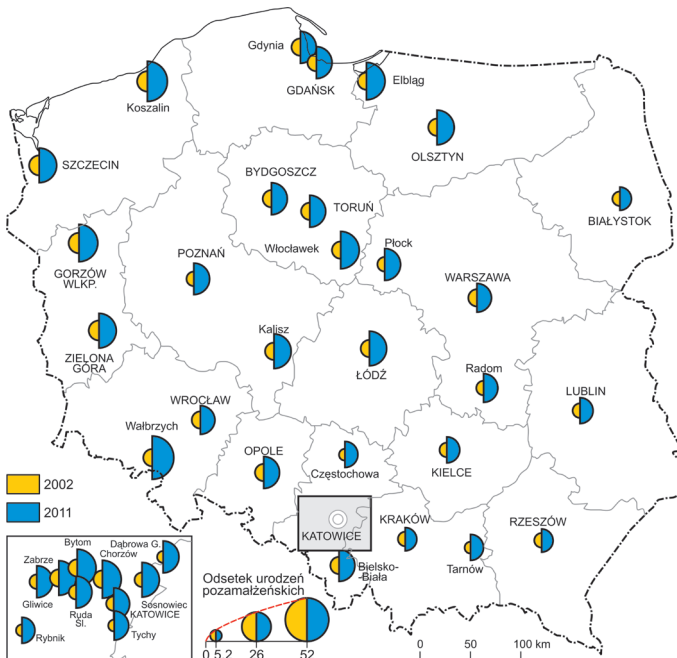 Gdynia
GDAŃSK
Elbląg
Koszalin
OLSZTYN
SZCZECIN
BYDGOSZCZ
TORUŃ
BIAŁYSTOK
Włocławek
Płock
GORZÓW
WLKP.
POZNAŃ
WARSZAWA
Kalisz
ZIELONA
GÓRA
ŁÓDŹ
Radom
LUBLIN
WROCŁAW
Wałbrzych
OPOLE
Częstochowa
KIELCE
2002
2011
KATOWICE
KRAKÓW
RZESZÓW
Tarnów
Bielsko-
-Biała
Bytom
Dąbrowa G.
Chorzów
Zabrze
Gliwice
Ruda
Śl.
Sosnowiec
KATOWICE
Tychy
Rybnik
Odsetek urodzeń
pozamałżeńskich
0 5,2 26 52
0 50 100 km